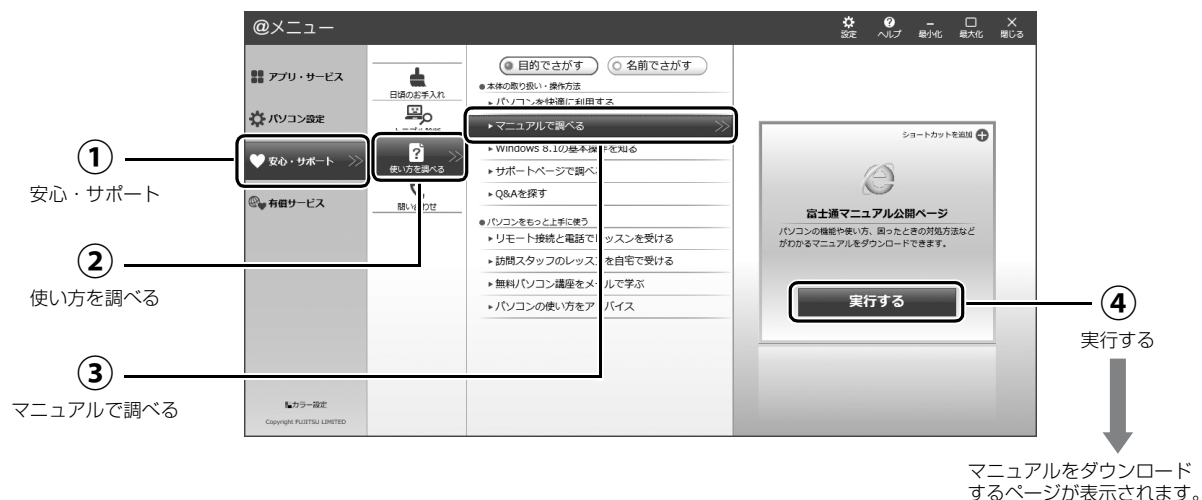 @メニュー
設定 ヘルプ 最小化 最大化 閉じる
アプリ・サービス
パソコン設定
安心・サポート
有償サービス
カラー設定
Copyright FUJITSU LIMITED
日頃のお手入れ
使い方を調べる
問い合わせ
目的でさがす 名前でさがす
本体の取り扱い・操作方法
パソコンを快適に利用する
マニュアルで調べる
Windows 8.1の基本操作を知る
サポートページで調べ
Q&Aを探す
パソコンをもっと上手に使う
リモート接続と電話でレッスンを受ける
訪問スタッフのレッスンを自宅で受ける
無料パソコン講座をメールで学ぶ
パソコンの使い方をアドバイス
ショートカットを追加
富士通マニュアル公開ページ
パソコンの機能や使い方、困ったときの対処方法など
がわかるマニュアルをダウンロードできます。
実行する
①
安心・サポート
②
使い方を調べる
③
マニュアルで調べる
④
実行する
マニュアルをダウンロード
するページが表示されます。